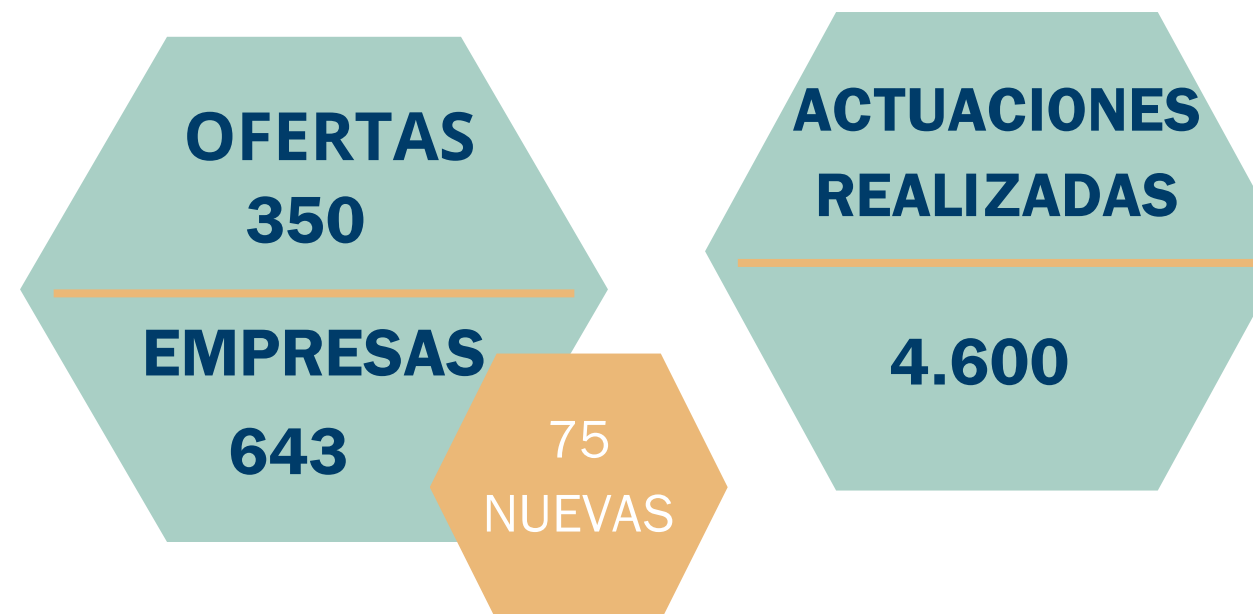 OFERTAS
350
EMPRESAS
643
75
NUEVAS
ACTUACIONES
REALIZADAS
4.600